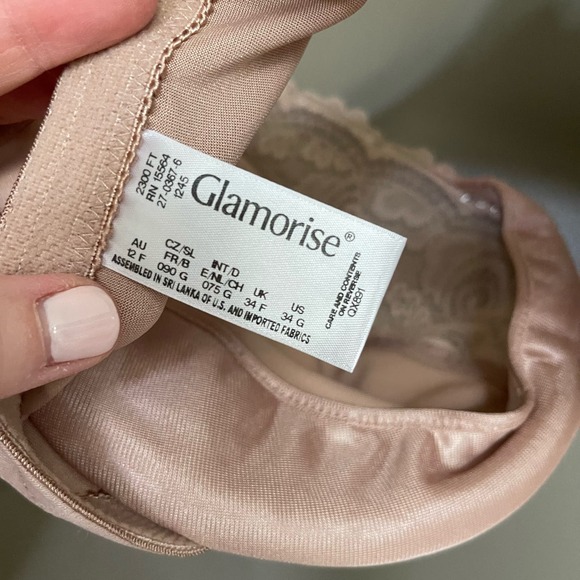 2300 FT
RN 15564
27-0367-6
1245
Glamorise®
AU CZ/SL INT/D
12 F FR/B E/NL/CH UK US
090 G 075 G 34 F 34 G
ASSEMBLED IN SRI LANKA OF U.S. AND IMPORTED FABRICS
CARE AND CONTENTS
ON REVERSE
QX891